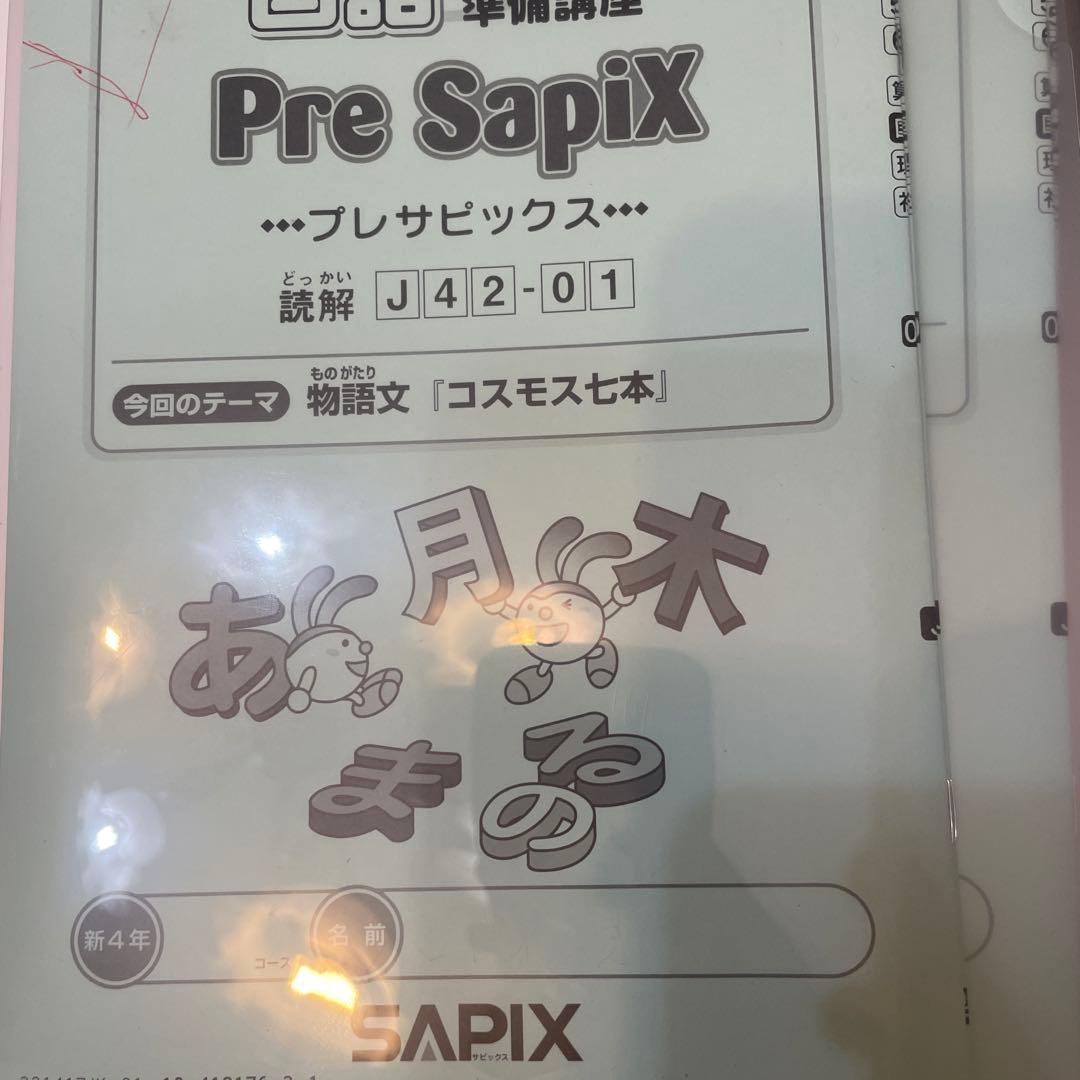 準備講座
Pre SapiX
プレサピックス
どっかい
読解 J42-01
ものがたり
今回のテーマ 物語文『コスモス七本』
月 木
あ
る
ま の
新4年 コース 名前
SAPIX
サピックス